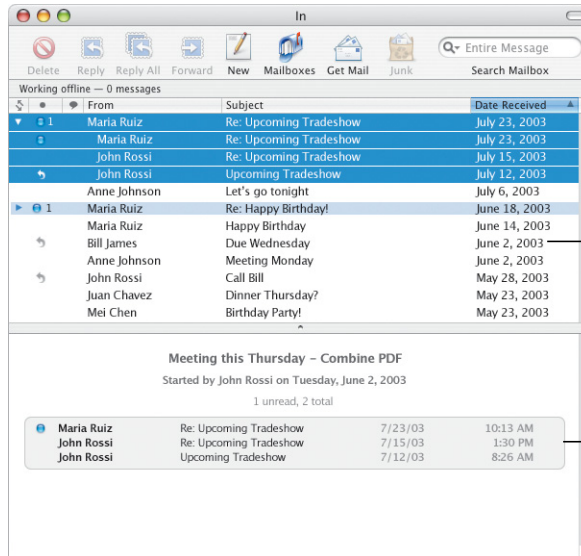 In
Delete Reply Reply All Forward New Mailboxes Get Mail Junk Search Mailbox
Entire Message
Working offline — 0 messages
From Subject Date Received
1 Maria Ruiz Re: Upcoming Tradeshow July 23, 2003
Maria Ruiz Re: Upcoming Tradeshow July 23, 2003
John Rossi Re: Upcoming Tradeshow July 15, 2003
John Rossi Upcoming Tradeshow July 12, 2003
Anne Johnson Let's go tonight July 6, 2003
1 Maria Ruiz Re: Happy Birthday! June 18, 2003
Maria Ruiz Happy Birthday June 14, 2003
Bill James Due Wednesday June 2, 2003
Anne Johnson Meeting Monday June 2, 2003
John Rossi Call Bill May 28, 2003
Juan Chavez Dinner Thursday? May 23, 2003
Mei Chen Birthday Party! May 23, 2003
Meeting this Thursday – Combine PDF
Started by John Rossi on Tuesday, June 2, 2003
1 unread, 2 total
Maria Ruiz Re: Upcoming Tradeshow 7/23/03 10:13 AM
John Rossi Re: Upcoming Tradeshow 7/15/03 1:30 PM
John Rossi Upcoming Tradeshow 7/12/03 8:26 AM